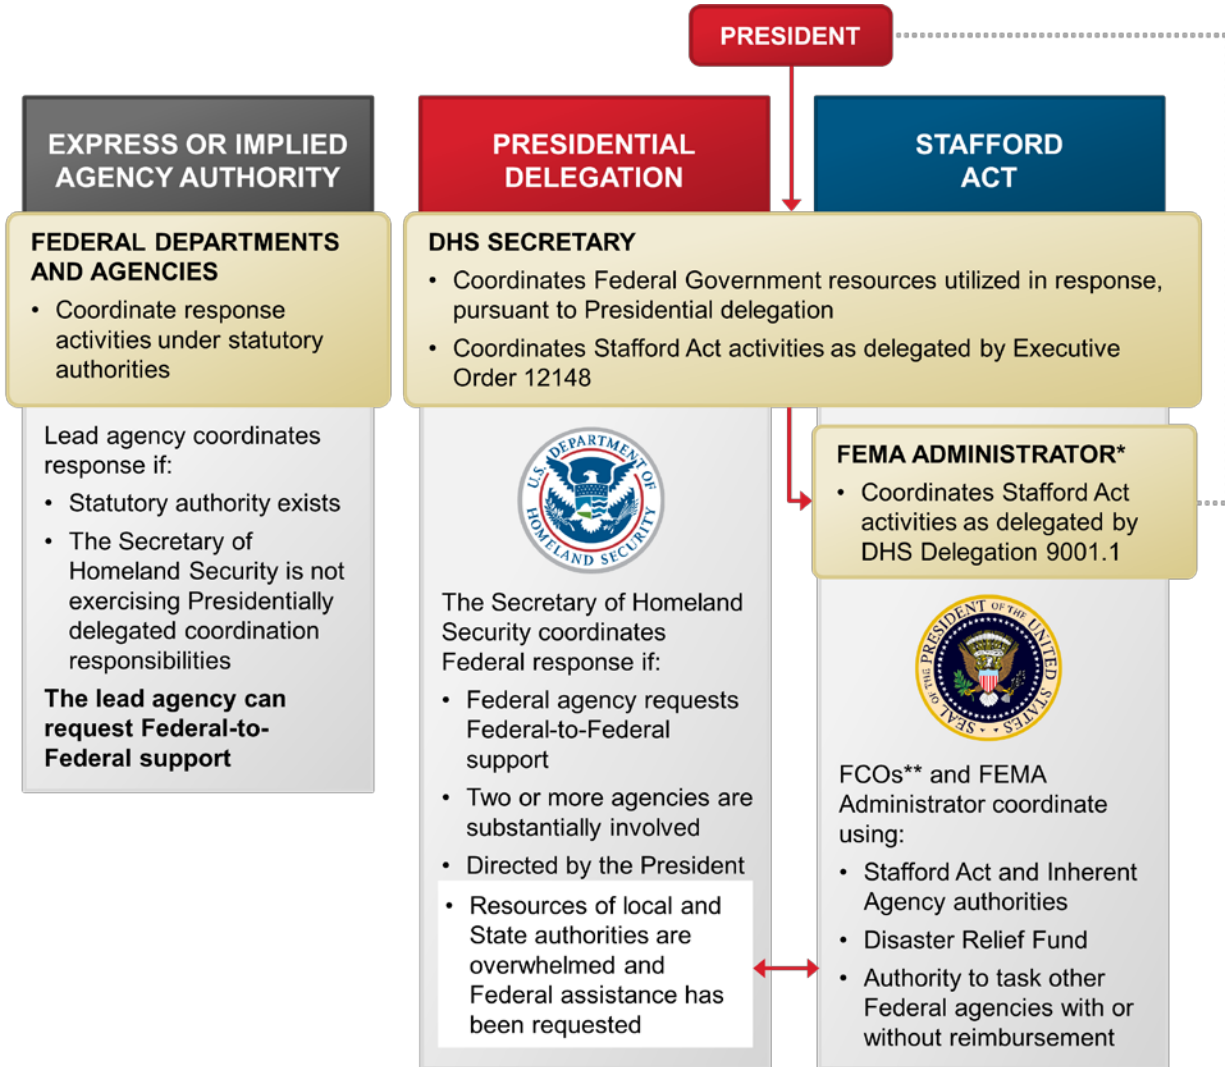 PRESIDENT
EXPRESS OR IMPLIED
AGENCY AUTHORITY
FEDERAL DEPARTMENTS
AND AGENCIES
• Coordinate response
activities under statutory
authorities
Lead agency coordinates
response if:
• Statutory authority exists
• The Secretary of
Homeland Security is not
exercising Presidentially
delegated coordination
responsibilities
The lead agency can
request Federal-to-
Federal support
PRESIDENTIAL
DELEGATION
STAFFORD
ACT
DHS SECRETARY
• Coordinates Federal Government resources utilized in response,
pursuant to Presidential delegation
• Coordinates Stafford Act activities as delegated by Executive
Order 12148
U.S. DEPARTMENT OF
HOMELAND SECURITY
The Secretary of Homeland
Security coordinates
Federal response if:
• Federal agency requests
Federal-to-Federal
support
• Two or more agencies are
substantially involved
• Directed by the President
• Resources of local and
State authorities are
overwhelmed and
Federal assistance has
been requested
FEMA ADMINISTRATOR*
• Coordinates Stafford Act
activities as delegated by
DHS Delegation 9001.1
SEAL OF THE PRESIDENT OF THE UNITED STATES
FCOs** and FEMA
Administrator coordinate
using:
• Stafford Act and Inherent
Agency authorities
• Disaster Relief Fund
• Authority to task other
Federal agencies with or
without reimbursement